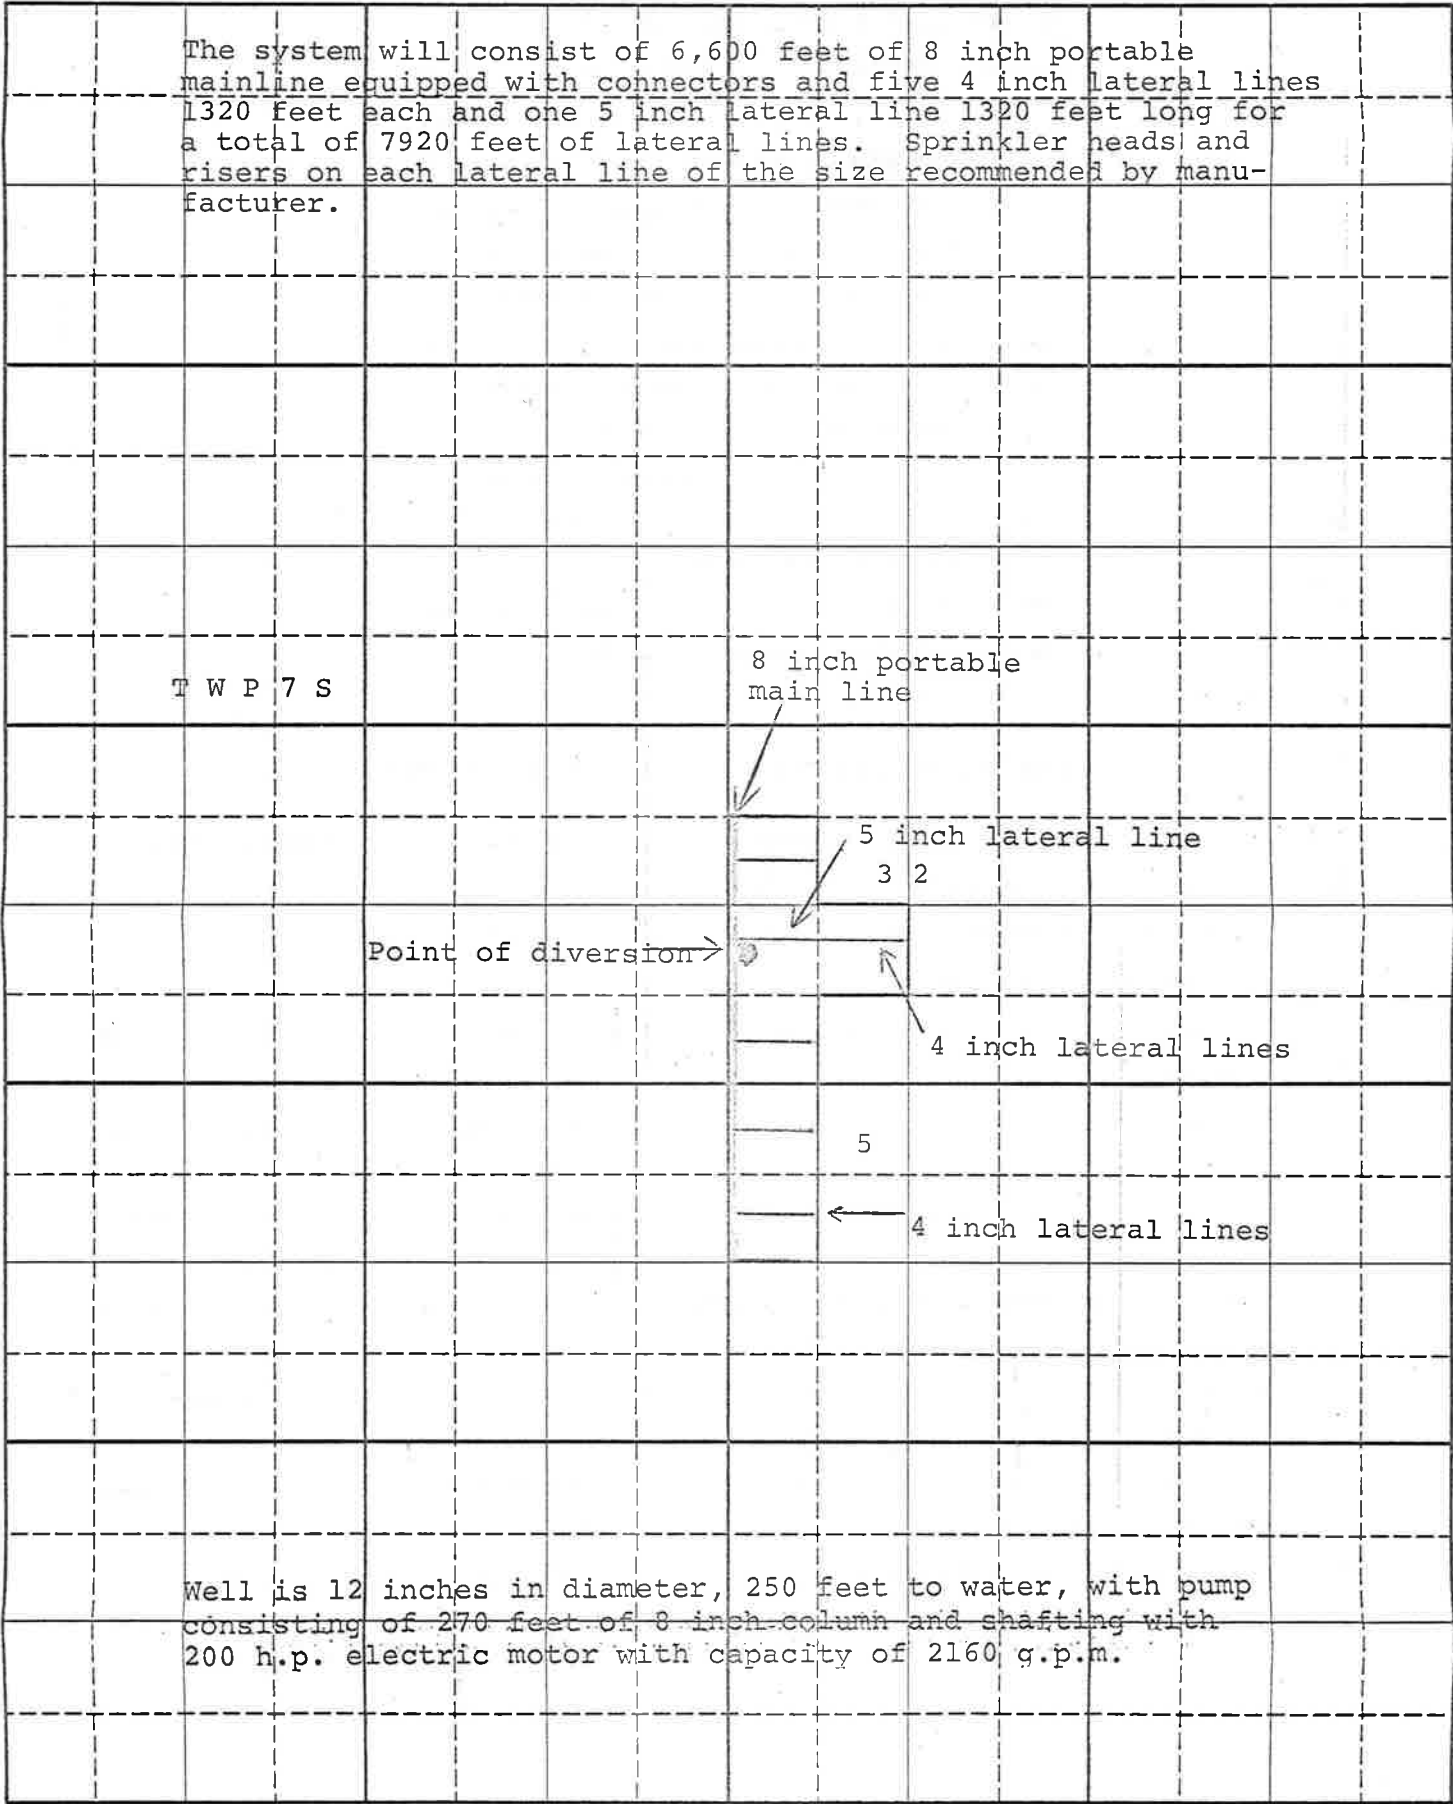 The system will consist of 6,600 feet of 8 inch portable
mainline equipped with connectors and five 4 inch lateral lines
1320 feet each and one 5 inch lateral line 1320 feet long for
a total of 7920 feet of lateral lines. Sprinkler heads and
risers on each lateral line of the size recommended by manu-
facturer.
8 inch portable
main line
T W P 7 S
5 inch lateral line
3 2
Point of diversion
4 inch lateral lines
5
4 inch lateral lines
Well is 12 inches in diameter, 250 feet to water, with pump
consisting of 270 feet of 8 inch column and shafting with
200 h.p. electric motor with capacity of 2160 g.p.m.